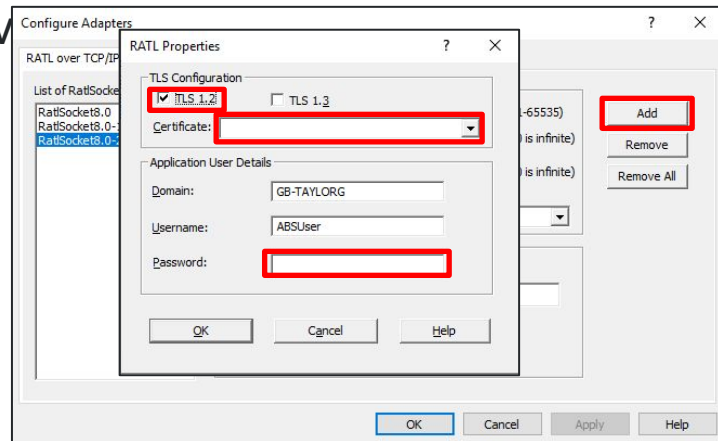 Configure Adapters
RATL over TCP/IP
List of RatlSocke
RatlSocket8.0
RatlSocket8.0-
RatlSocket8.0-
RATL Properties
TLS Configuration
TLS 1.2
TLS 1.3
Certificate:
Application User Details
Domain:
GB-TAYLORG
Username:
ABSUser
Password:
OK
Cancel
Help
1-65535)
0 is infinite)
0 is infinite)
Add
Remove
Remove All
OK
Cancel
Apply
Help